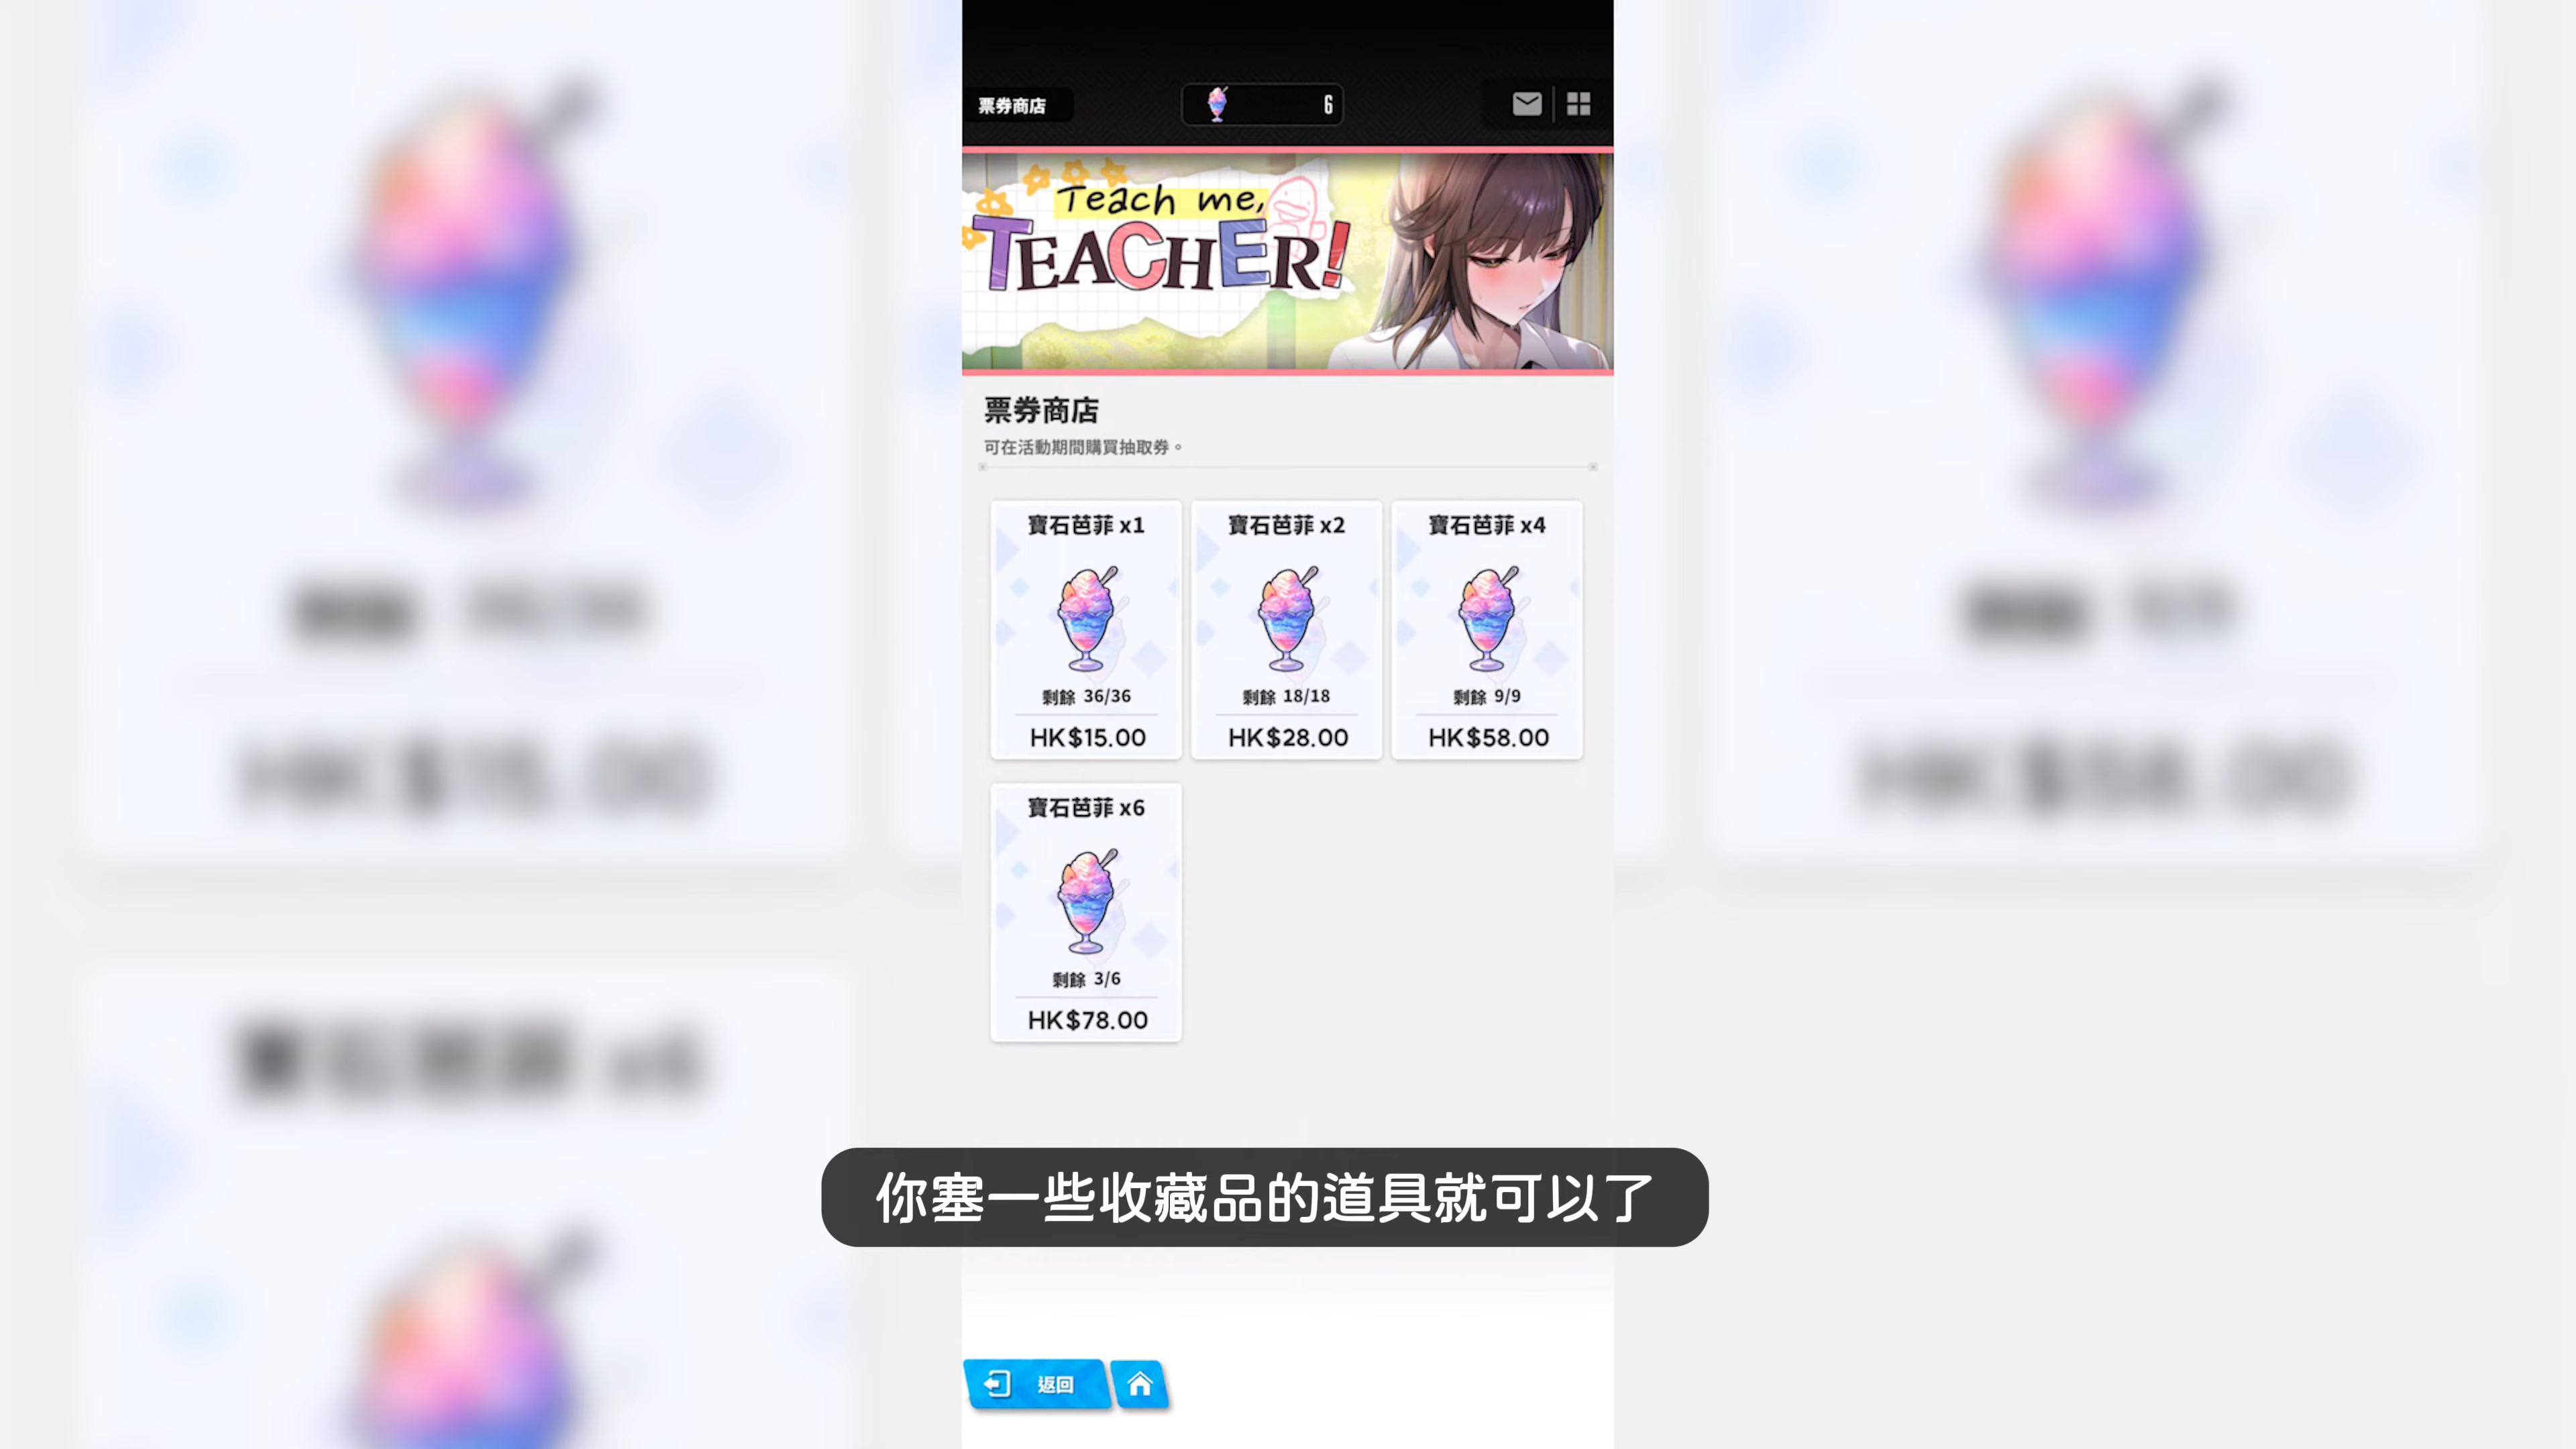 票券商店
6
Teach me,
TEACHER!
票券商店
可在活動期間購買抽取券。
寶石芭菲 x1
剩餘 36/36
HK$15.00
寶石芭菲 x2
剩餘 18/18
HK$28.00
寶石芭菲 x4
剩餘 9/9
HK$58.00
寶石芭菲 x6
剩餘 3/6
HK$78.00
你塞一些收藏品的道具就可以了
返回